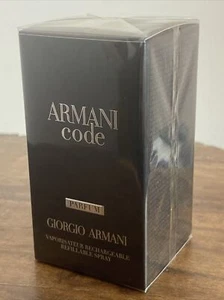 ARMANI
code
PARFUM
GIORGIO ARMANI
VAPORISATEUR RECHARGEABLE
REFILLABLE SPRAY